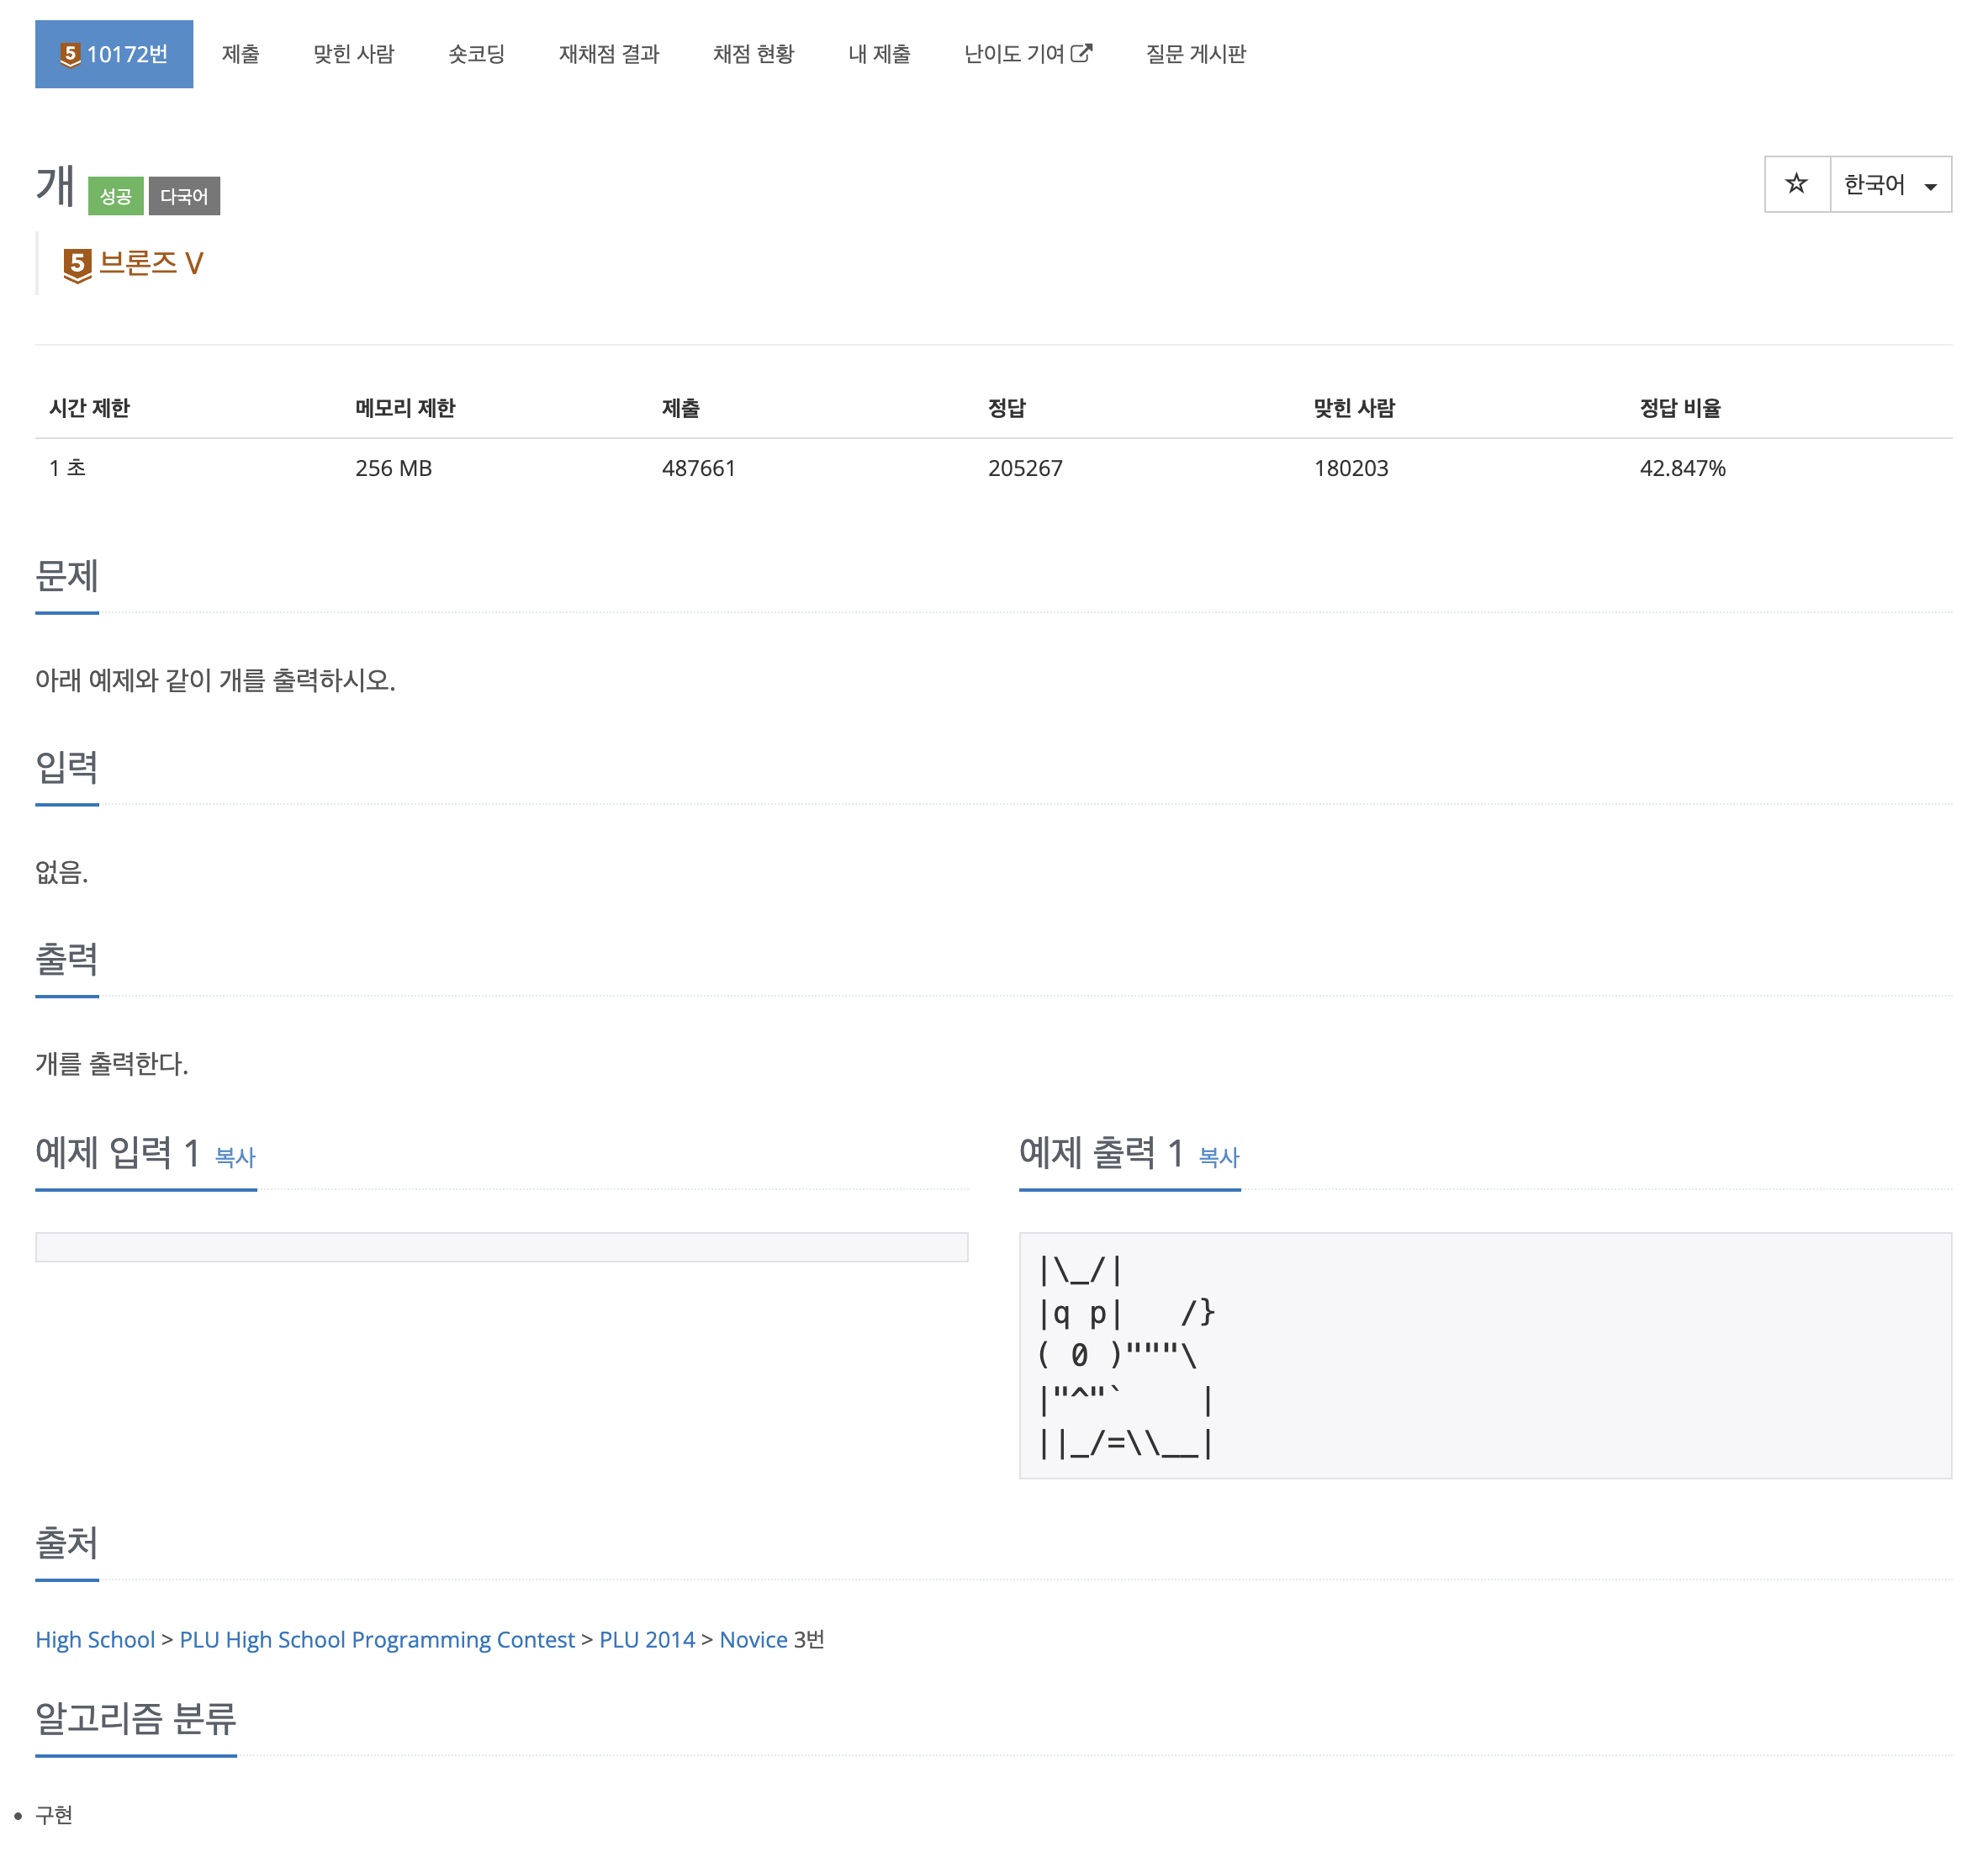 5 10172번 제출 맞힌 사람 숏코딩 재채점 결과 채점 현황 내 제출 난이도 기여 질문 게시판
개 성공 다국어 ☆ 한국어
5 브론즈 V
시간 제한 메모리 제한 제출 정답 맞힌 사람 정답 비율
1 초 256 MB 487661 205267 180203 42.847%
문제
아래 예제와 같이 개를 출력하시오.
입력
없음.
출력
개를 출력한다.
예제 입력 1 복사
예제 출력 1 복사
|\_/|
|q p|   /}
( 0 )"""\
|"^"`    |
||_/=\\__|
출처
High School > PLU High School Programming Contest > PLU 2014 > Novice 3번
알고리즘 분류
• 구현